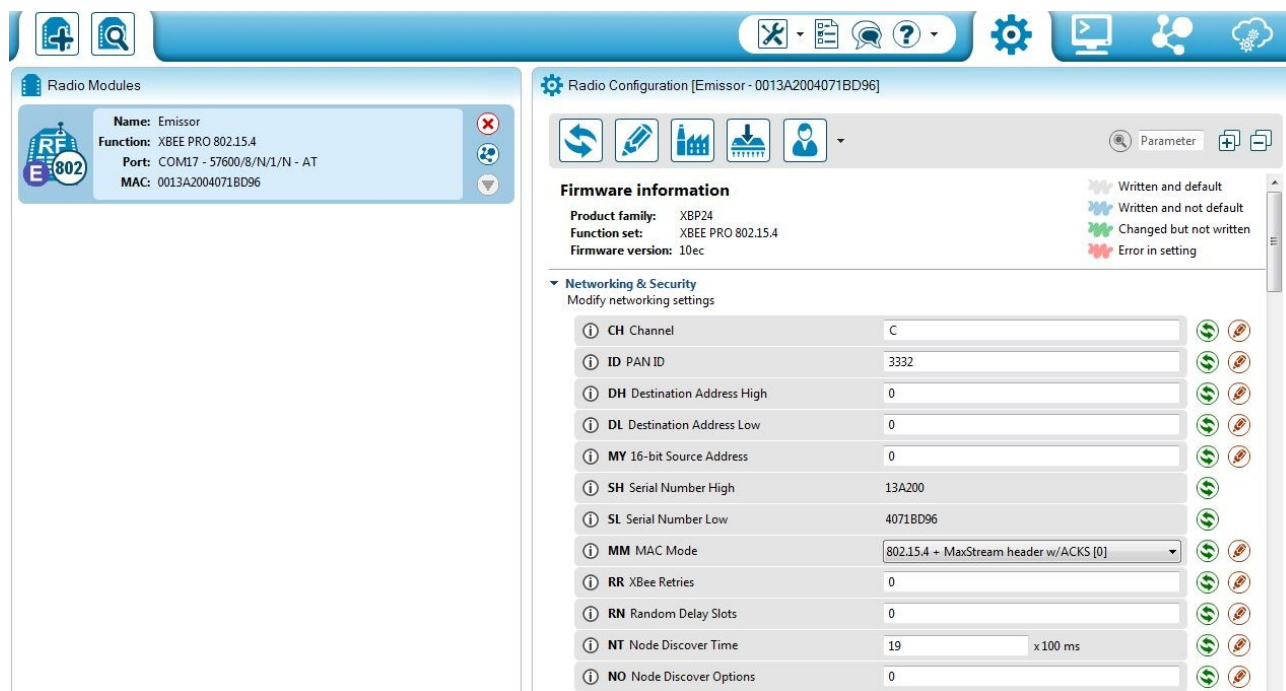 Radio Modules
RF
E 802
Name: Emissor
Function: XBEE PRO 802.15.4
Port: COM17 - 57600/8/N/1/N - AT
MAC: 0013A2004071BD96
Radio Configuration [Emissor - 0013A2004071BD96]
Parameter
Firmware information
Product family: XBP24
Function set: XBEE PRO 802.15.4
Firmware version: 10ec
Written and default
Written and not default
Changed but not written
Error in setting
Networking & Security
Modify networking settings
CH Channel C
ID PAN ID 3332
DH Destination Address High 0
DL Destination Address Low 0
MY 16-bit Source Address 0
SH Serial Number High 13A200
SL Serial Number Low 4071BD96
MM MAC Mode 802.15.4 + MaxStream header w/ACKS [0]
RR XBee Retries 0
RN Random Delay Slots 0
NT Node Discover Time 19 x 100 ms
NO Node Discover Options 0